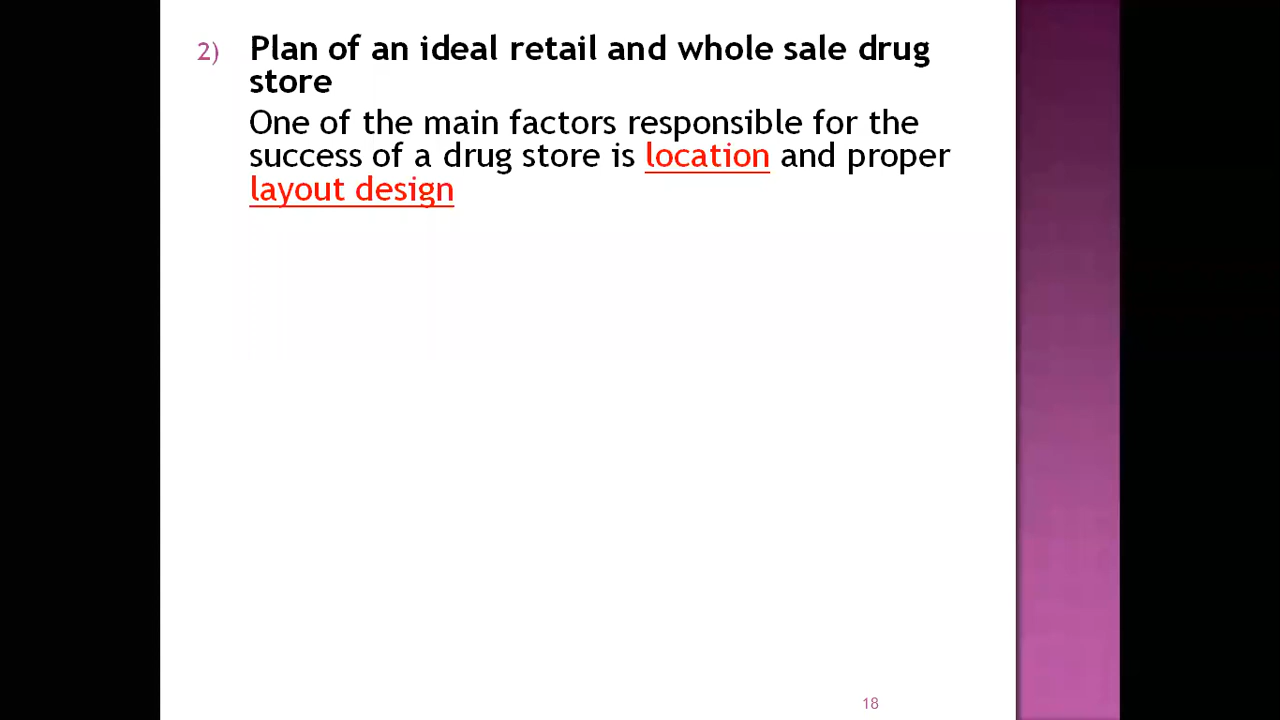 2) Plan of an ideal retail and whole sale drug
store
One of the main factors responsible for the
success of a drug store is location and proper
layout design
18